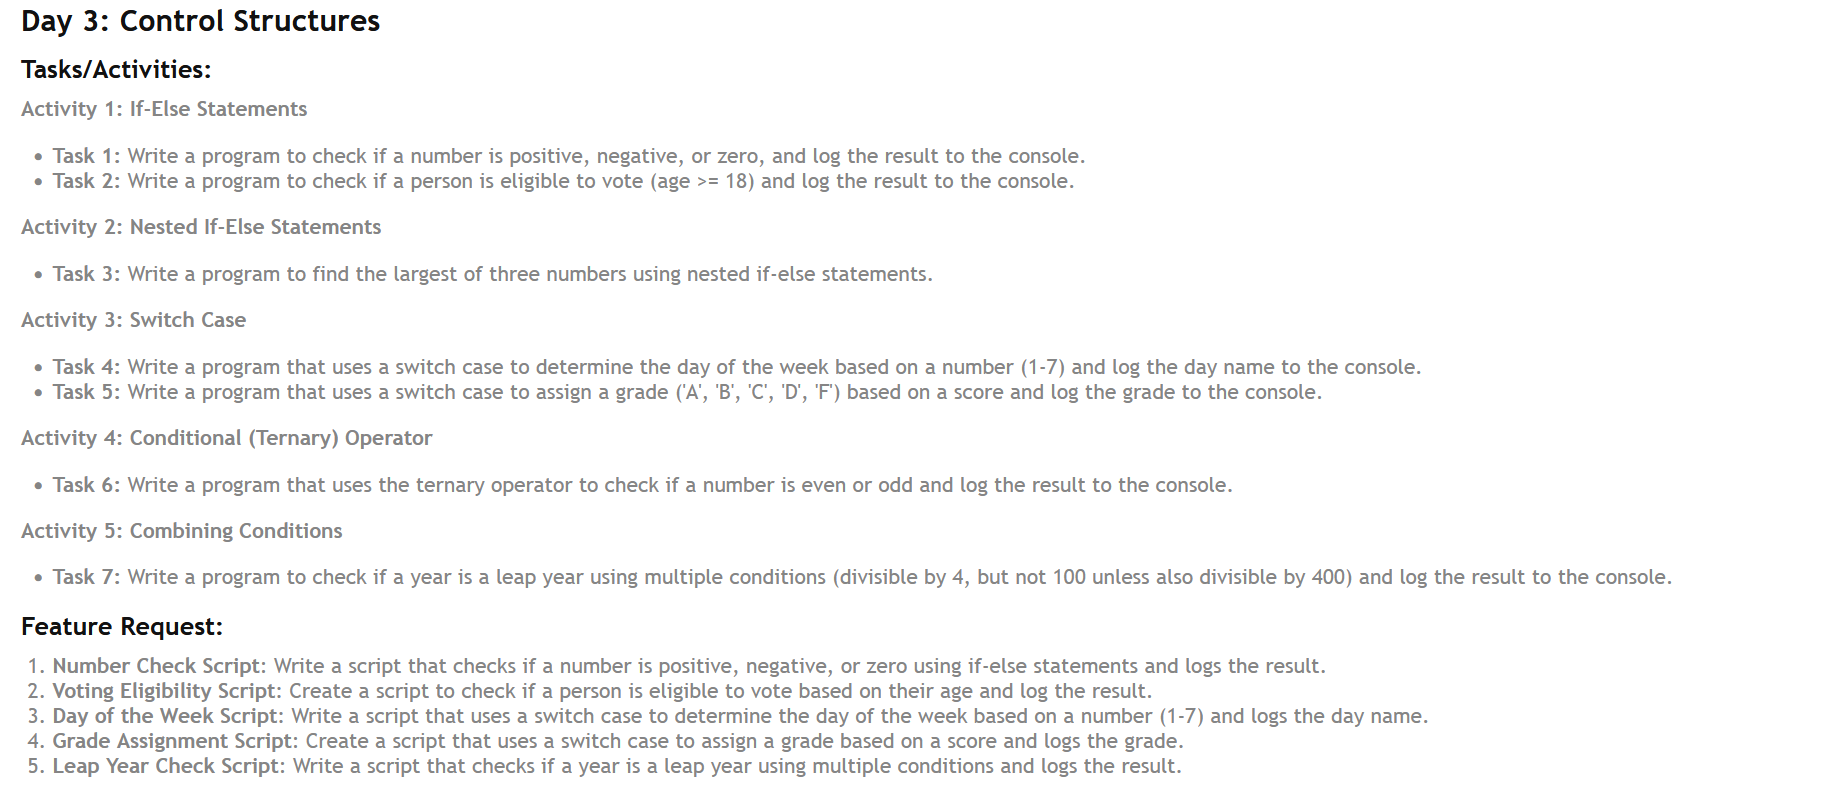 Day 3: Control Structures
Tasks/Activities:
Activity 1: If-Else Statements
• Task 1: Write a program to check if a number is positive, negative, or zero, and log the result to the console.
• Task 2: Write a program to check if a person is eligible to vote (age >= 18) and log the result to the console.
Activity 2: Nested If-Else Statements
• Task 3: Write a program to find the largest of three numbers using nested if-else statements.
Activity 3: Switch Case
• Task 4: Write a program that uses a switch case to determine the day of the week based on a number (1-7) and log the day name to the console.
• Task 5: Write a program that uses a switch case to assign a grade ('A', 'B', 'C', 'D', 'F') based on a score and log the grade to the console.
Activity 4: Conditional (Ternary) Operator
• Task 6: Write a program that uses the ternary operator to check if a number is even or odd and log the result to the console.
Activity 5: Combining Conditions
• Task 7: Write a program to check if a year is a leap year using multiple conditions (divisible by 4, but not 100 unless also divisible by 400) and log the result to the console.
Feature Request:
1. Number Check Script: Write a script that checks if a number is positive, negative, or zero using if-else statements and logs the result.
2. Voting Eligibility Script: Create a script to check if a person is eligible to vote based on their age and log the result.
3. Day of the Week Script: Write a script that uses a switch case to determine the day of the week based on a number (1-7) and logs the day name.
4. Grade Assignment Script: Create a script that uses a switch case to assign a grade based on a score and logs the grade.
5. Leap Year Check Script: Write a script that checks if a year is a leap year using multiple conditions and logs the result.